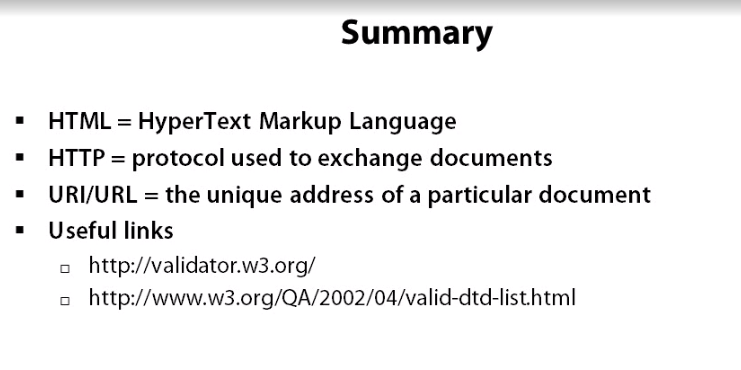 Summary
▪ HTML = HyperText Markup Language
▪ HTTP = protocol used to exchange documents
▪ URI/URL = the unique address of a particular document
▪ Useful links
□ http://validator.w3.org/
□ http://www.w3.org/QA/2002/04/valid-dtd-list.html